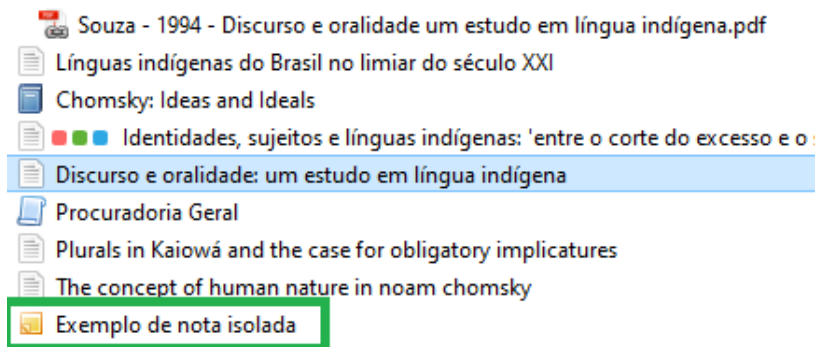 Souza - 1994 - Discurso e oralidade um estudo em língua indígena.pdf
Línguas indígenas do Brasil no limiar do século XXI
Chomsky: Ideas and Ideals
Identidades, sujeitos e línguas indígenas: 'entre o corte do excesso e o
Discurso e oralidade: um estudo em língua indígena
Procuradoria Geral
Plurals in Kaiowá and the case for obligatory implicatures
The concept of human nature in noam chomsky
Exemplo de nota isolada